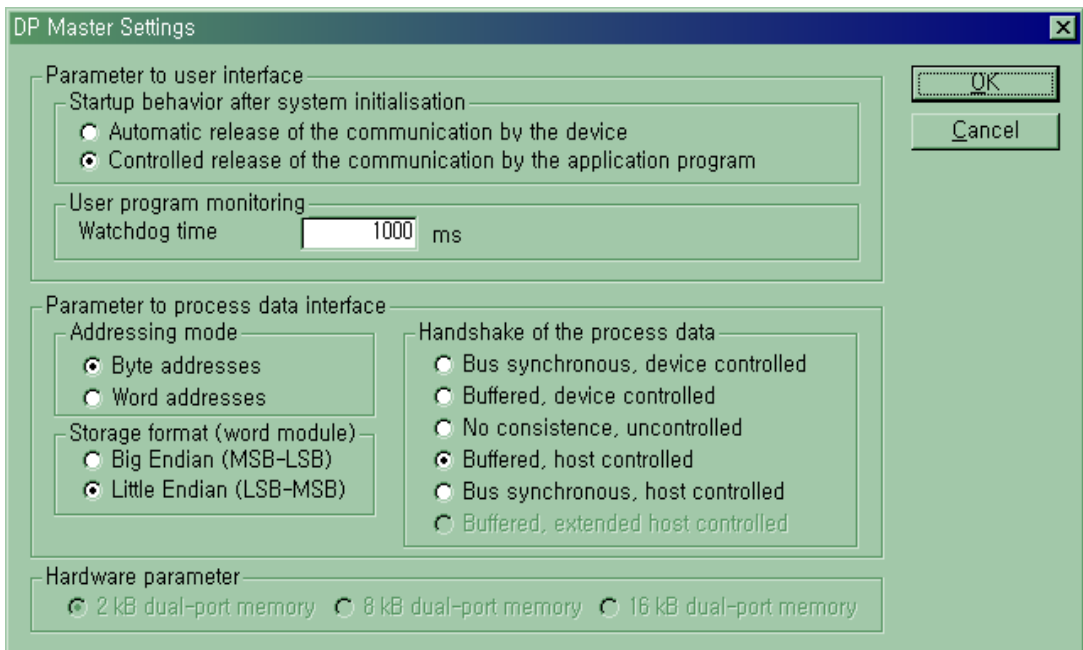 DP Master Settings
Parameter to user interface
Startup behavior after system initialisation
Automatic release of the communication by the device
Controlled release of the communication by the application program
User program monitoring
Watchdog time 1000 ms
OK
Cancel
Parameter to process data interface
Addressing mode
Byte addresses
Word addresses
Storage format (word module)
Big Endian (MSB-LSB)
Little Endian (LSB-MSB)
Handshake of the process data
Bus synchronous, device controlled
Buffered, device controlled
No consistence, uncontrolled
Buffered, host controlled
Bus synchronous, host controlled
Buffered, extended host controlled
Hardware parameter
2 kB dual-port memory 8 kB dual-port memory 16 kB dual-port memory